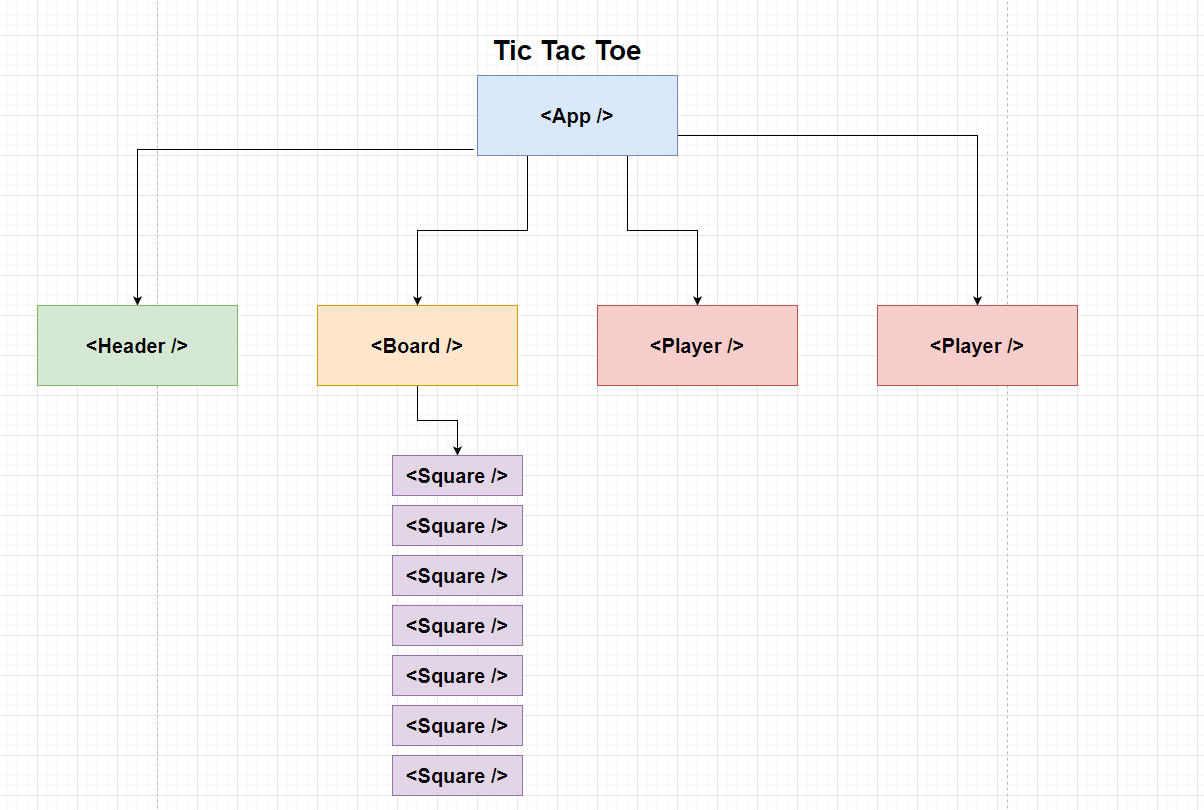 Tic Tac Toe
<App />
<Header />
<Board />
<Player />
<Player />
<Square />
<Square />
<Square />
<Square />
<Square />
<Square />
<Square />